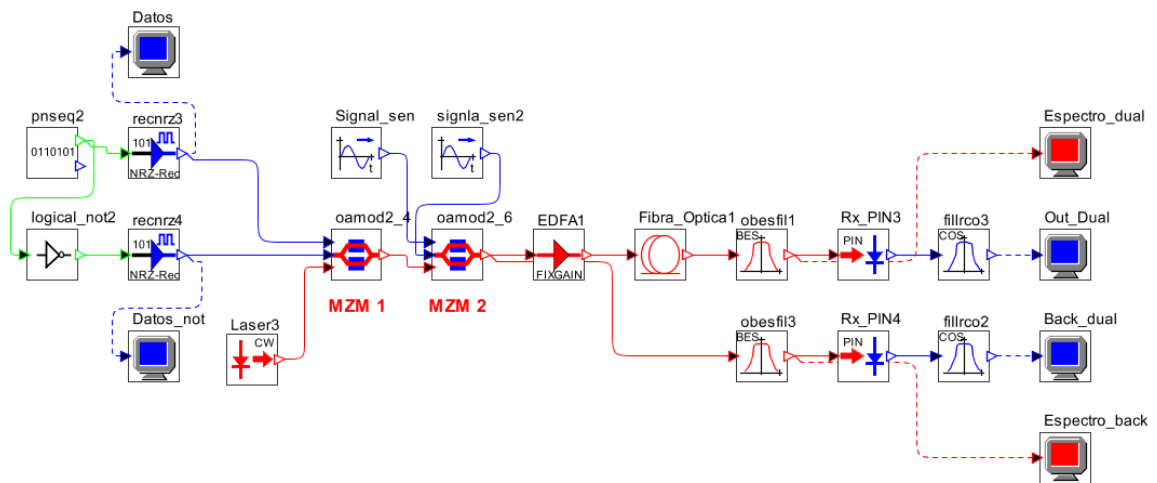 Datos
pnseq2
recnrz3
Signal_sen
signla_sen2
Espectro_dual
0110101
101
NRZ-Rec
t
t
logical_not2
recnrz4
oamod2_4
oamod2_6
EDFA1
Fibra_Optica1
obesfil1
Rx_PIN3
fillrco3
Out_Dual
101
NRZ-Rec
FIXGAIN
BES
PIN
COS
MZM 1
MZM 2
Datos_not
Laser3
CW
obesfil3
Rx_PIN4
fillrco2
Back_dual
BES
PIN
COS
Espectro_back